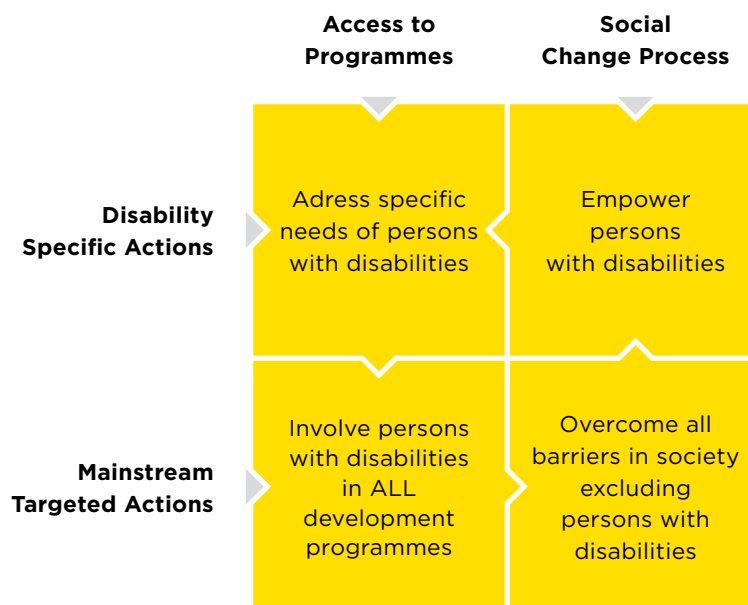 Access to
Programmes
Social
Change Process
Disability
Specific Actions
Adress specific
needs of persons
with disabilities
Empower
persons
with disabilities
Mainstream
Targeted Actions
Involve persons
with disabilities
in ALL
development
programmes
Overcome all
barriers in society
excluding
persons with
disabilities